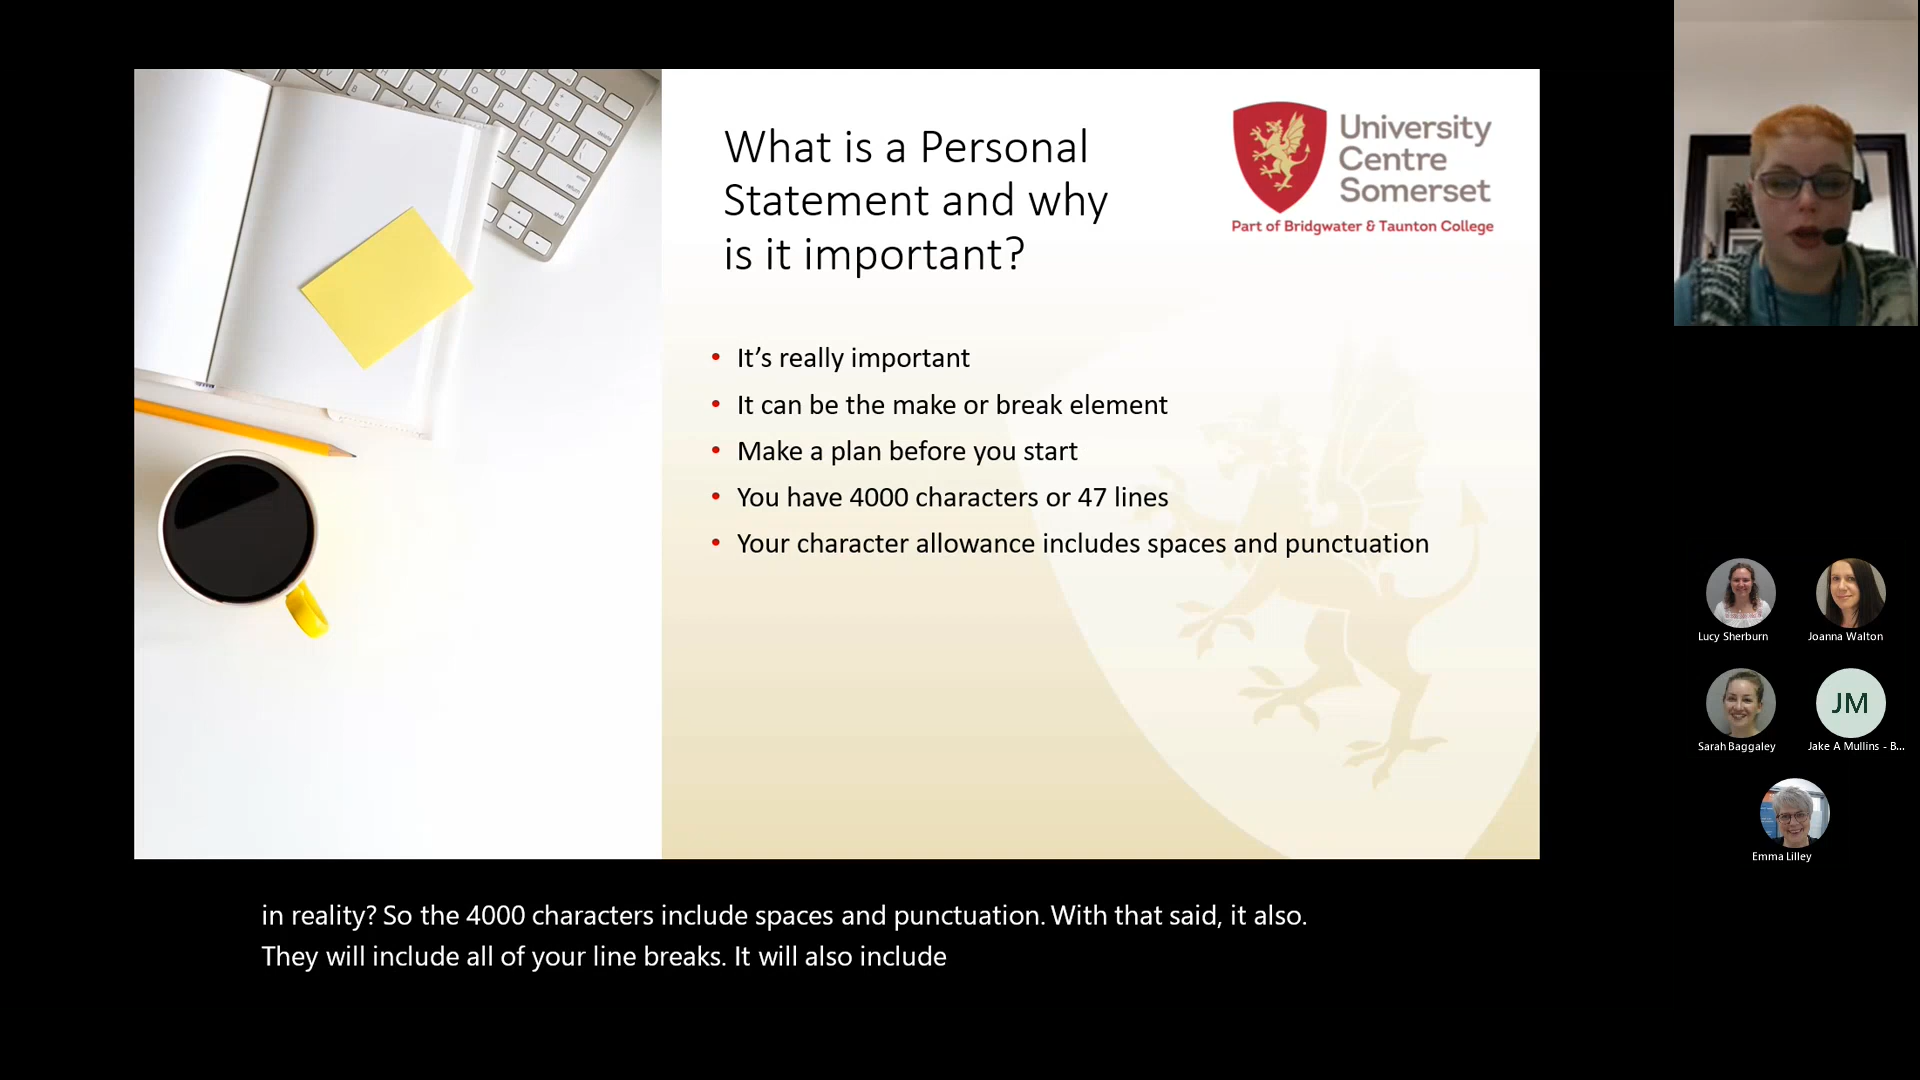 What is a Personal
Statement and why
is it important?
University
Centre
Somerset
Part of Bridgwater & Taunton College
• It’s really important
• It can be the make or break element
• Make a plan before you start
• You have 4000 characters or 47 lines
• Your character allowance includes spaces and punctuation
Lucy Sherburn
Joanna Walton
Sarah Baggaley
JM
Jake A Mullins - B...
Emma Lilley
in reality? So the 4000 characters include spaces and punctuation. With that said, it also.
They will include all of your line breaks. It will also include